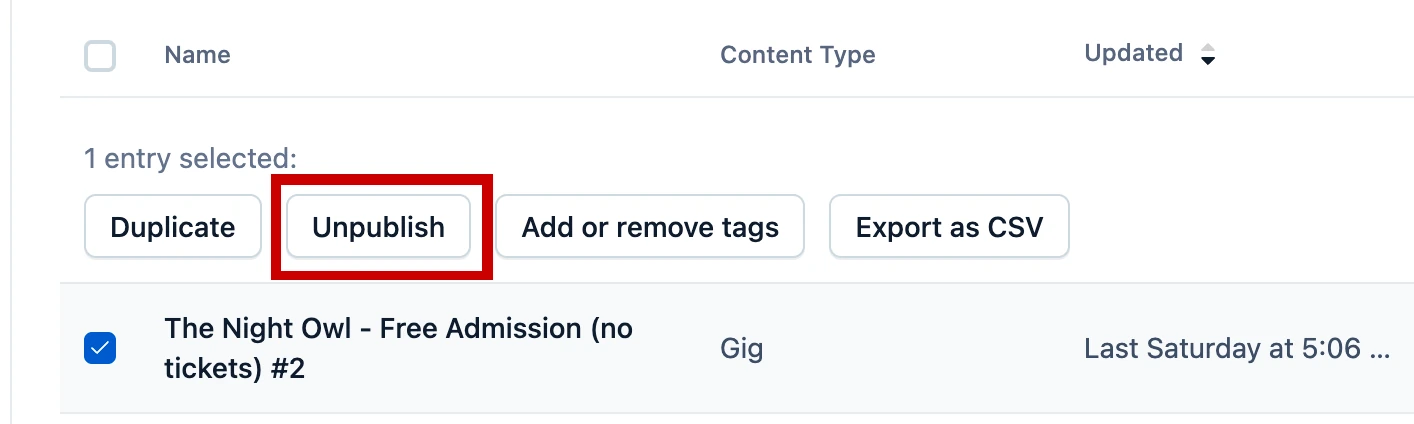 Name Content Type Updated
1 entry selected:
Duplicate Unpublish Add or remove tags Export as CSV
The Night Owl - Free Admission (no
tickets) #2
Gig
Last Saturday at 5:06 ...